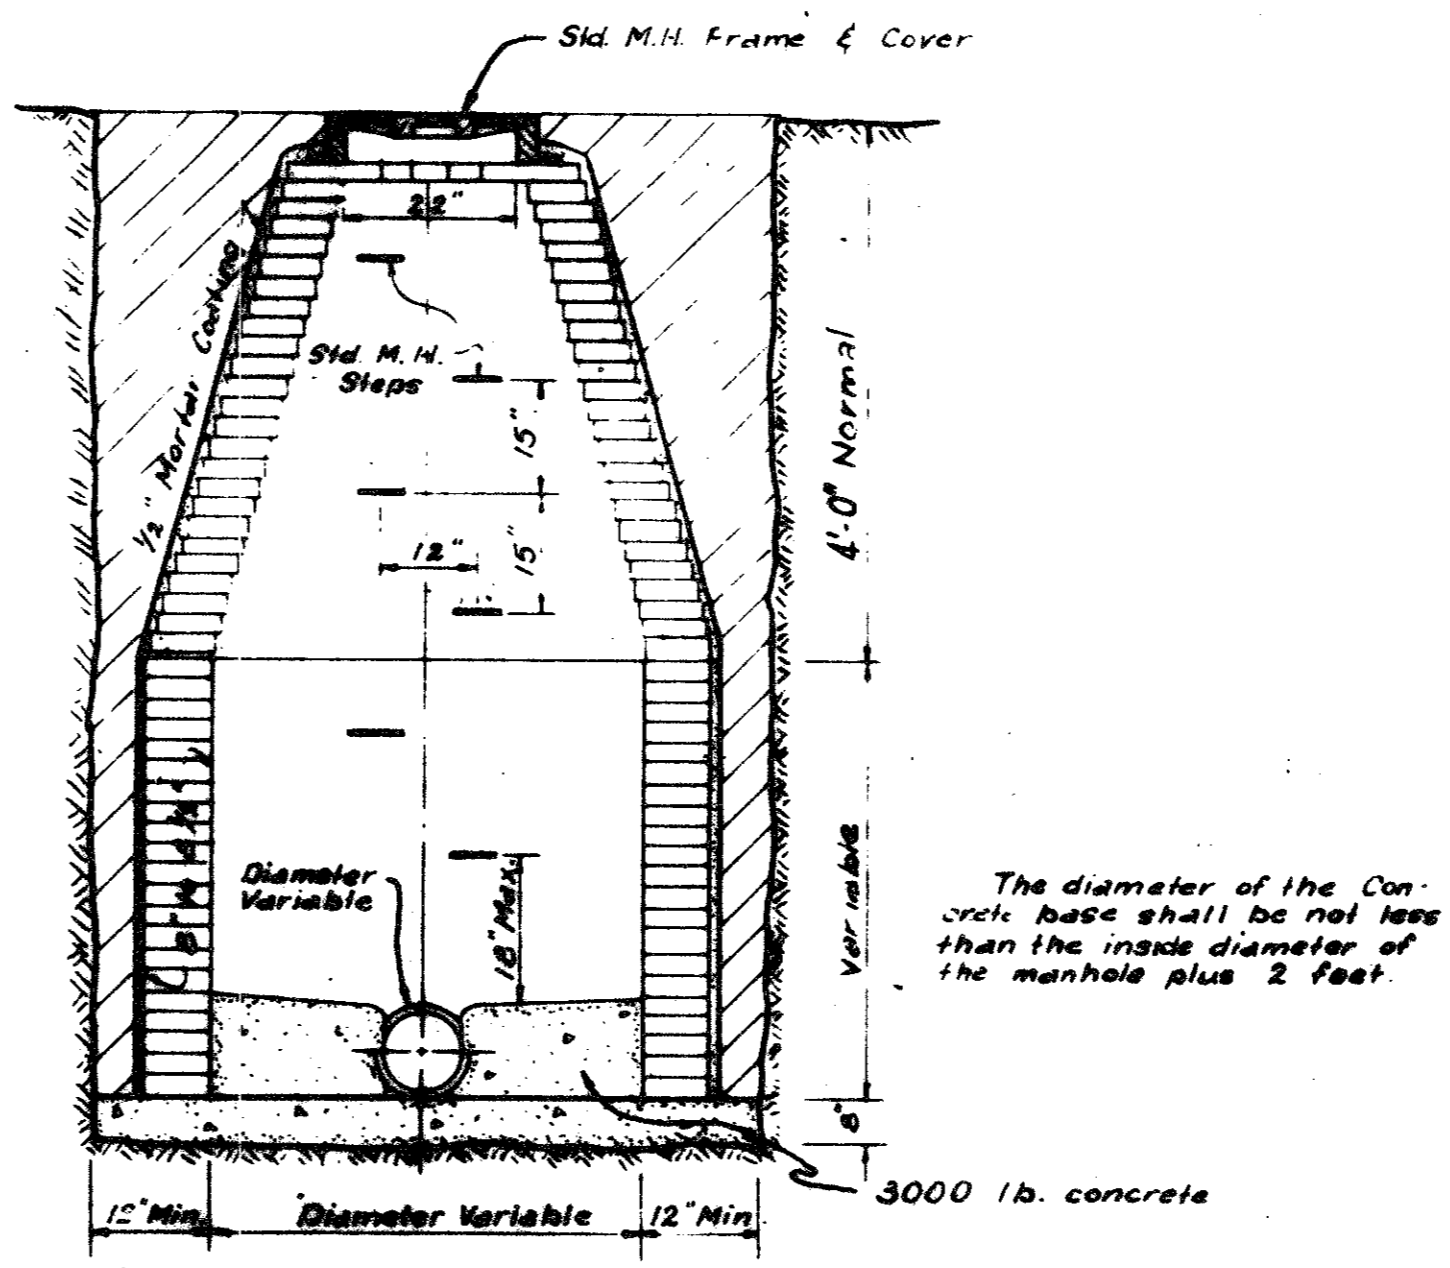 Std. M.H. Frame & Cover
22"
1/2" Mortar Coating
Std. M. H.
Steps
15"
15"
12"
4'-0" Normal
Diameter
Variable
18" Max.
8"
Variable
The diameter of the Con-
crete base shall be not less
than the inside diameter of
the manhole plus 2 feet.
8"
3000 lb. concrete
12" Min.
Diameter Variable
12" Min